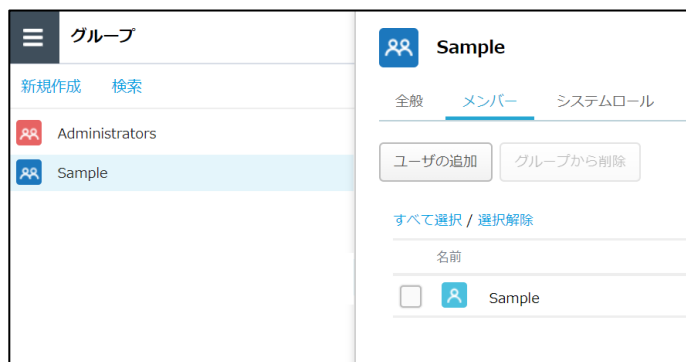 グループ
新規作成 検索
Administrators
Sample
Sample
全般 メンバー システムロール
ユーザの追加 グループから削除
すべて選択 / 選択解除
名前
Sample